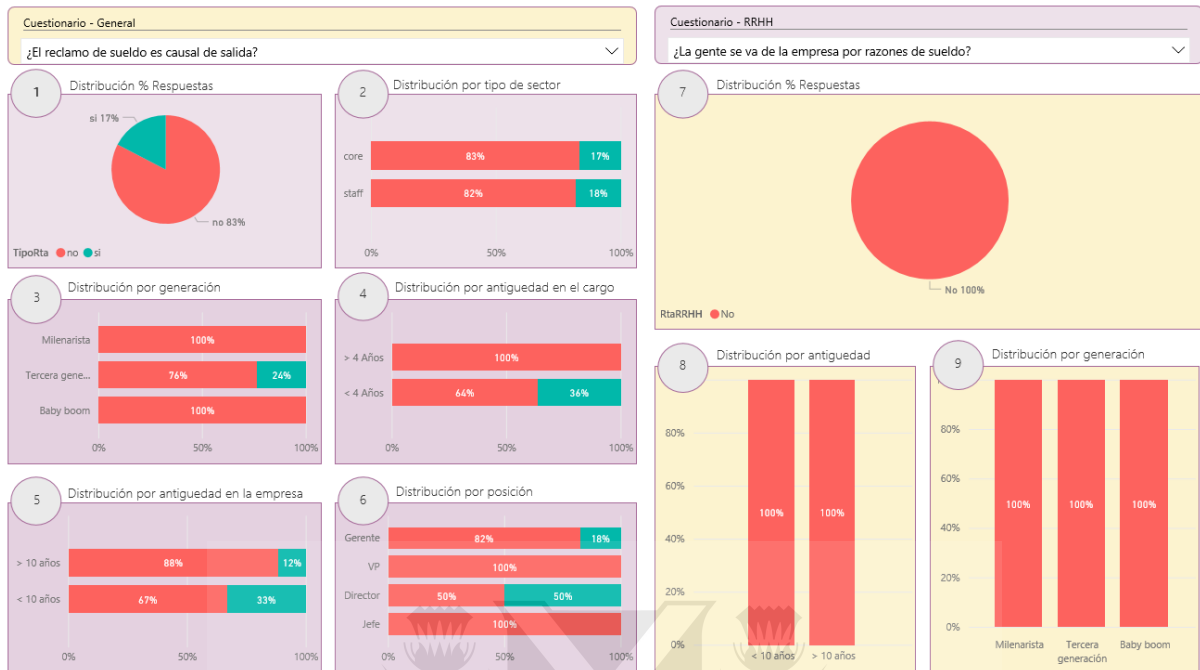 Cuestionario - General
¿El reclamo de sueldo es causal de salida?
Cuestionario - RRHH
¿La gente se va de la empresa por razones de sueldo?
1
Distribución % Respuestas
si 17%
no 83%
TipoRta no si
2
Distribución por tipo de sector
core 83% 17%
staff 82% 18%
0% 50% 100%
3
Distribución por generación
Milenarista 100%
Tercera gene... 76% 24%
Baby boom 100%
0% 50% 100%
4
Distribución por antiguedad en el cargo
> 4 Años 100%
< 4 Años 64% 36%
0% 50% 100%
5
Distribución por antiguedad en la empresa
> 10 años 88% 12%
< 10 años 67% 33%
0% 50% 100%
6
Distribución por posición
Gerente 82% 18%
VP 100%
Director 50% 50%
Jefe 100%
0% 50% 100%
7
Distribución % Respuestas
No 100%
RtaRRHH No
8
Distribución por antiguedad
80%
60%
100% 100%
40%
20%
0%
< 10 años > 10 años
9
Distribución por generación
80%
60%
100% 100% 100%
40%
20%
0%
Milenarista Tercera Baby boom
generación